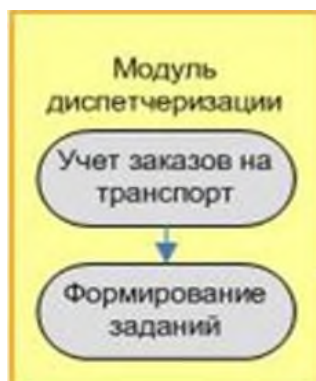 Модуль
диспетчеризации
Учет заказов на
транспорт
Формирование
заданий